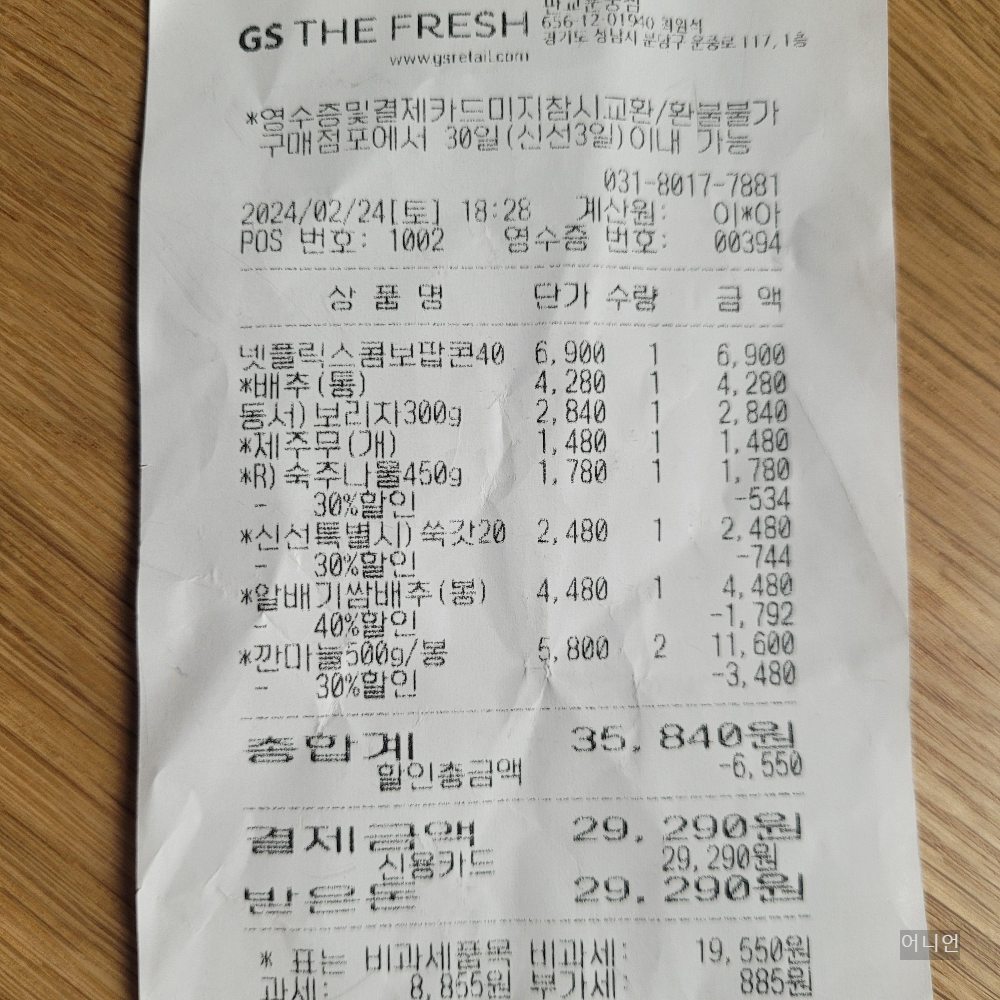 GS THE FRESH 판교운중점
656-12-01940 최임석
www.gsretail.com 경기도 성남시 분당구 운중로 117, 1층
*영수증및결제카드미지참시교환/환불불가
구매점포에서 30일(신선3일)이내 가능
031-8017-7881
2024/02/24[토] 18:28 계산원: 이*아
POS 번호: 1002 영수증 번호: 00394
상 품 명 단가 수량 금 액
넷플릭스콤보팝콘40 6,900 1 6,900
*배추(통) 4,280 1 4,280
동서)보리차300g 2,840 1 2,840
*제주무(개) 1,480 1 1,480
*R)숙주나물450g 1,780 1 1,780
- 30%할인 -534
*신선특별시)쑥갓20 2,480 1 2,480
- 30%할인 -744
*알배기쌈배추(봉) 4,480 1 4,480
- 40%할인 -1,792
*깐마늘500g/봉 5,800 2 11,600
- 30%할인 -3,480
총합계 35,840원
할인총금액 -6,550
결제금액 29,290원
신용카드 29,290원
받은돈 29,290원
* 표는 비과세품목 비과세: 19,550원
과세: 8,855원 부가세: 885원
어니언